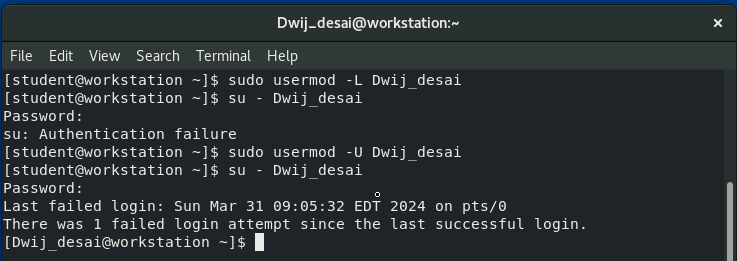 Dwij_desai@workstation:~
×
File Edit View Search Terminal Help
[student@workstation ~]$ sudo usermod -L Dwij_desai
[student@workstation ~]$ su - Dwij_desai
Password:
su: Authentication failure
[student@workstation ~]$ sudo usermod -U Dwij_desai
[student@workstation ~]$ su - Dwij_desai
Password:
Last failed login: Sun Mar 31 09:05:32 EDT 2024 on pts/0
There was 1 failed login attempt since the last successful login.
[Dwij_desai@workstation ~]$